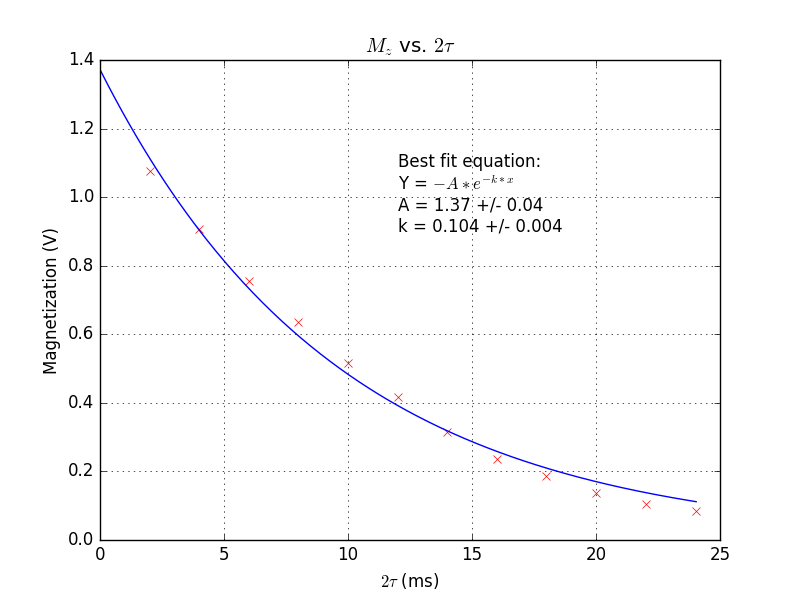 M_z vs. 2τ
1.4
1.2
1.0
0.8
0.6
0.4
0.2
0.0
Magnetization (V)
Best fit equation:
Y = −A∗e^{−k∗x}
A = 1.37 +/- 0.04
k = 0.104 +/- 0.004
0 5 10 15 20 25
2τ (ms)